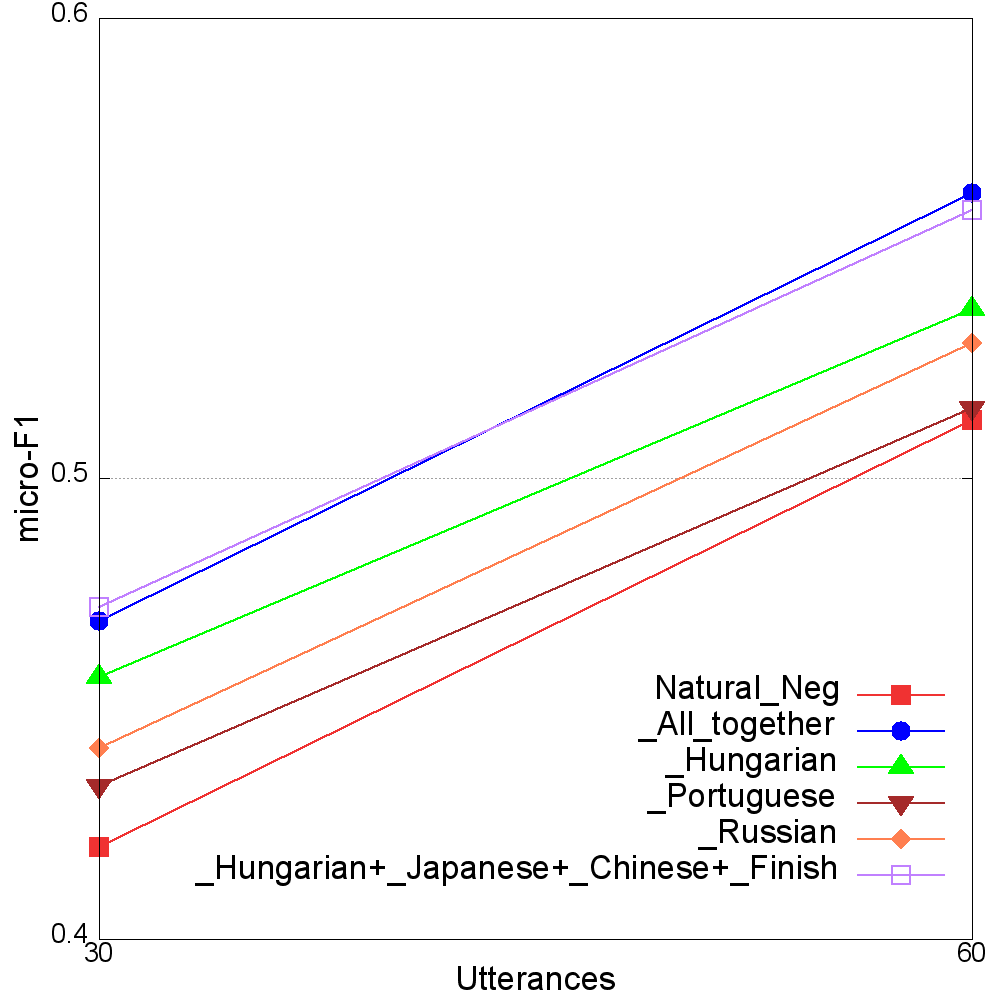 0.6
0.5
0.4
micro-F1
30
60
Utterances
Natural_Neg
_All_together
_Hungarian
_Portuguese
_Russian
_Hungarian+_Japanese+_Chinese+_Finish